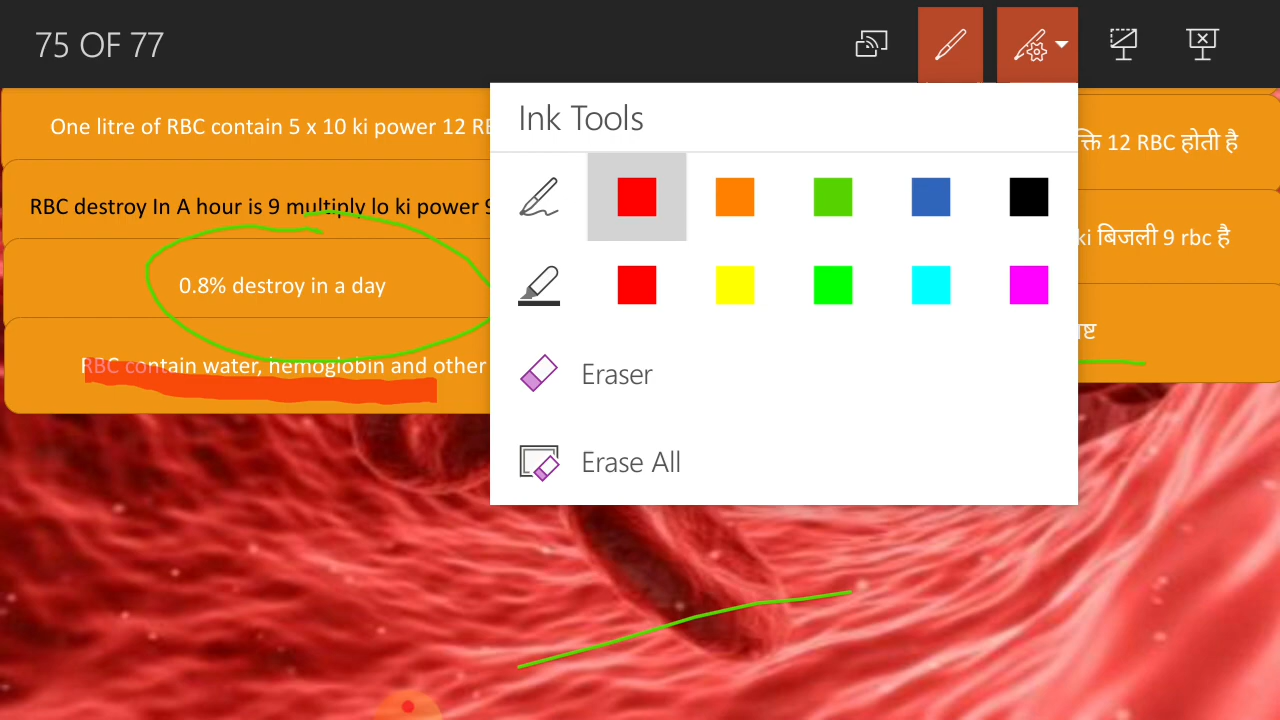 75 OF 77
Ink Tools
Eraser
Erase All
One litre of RBC contain 5 x 10 ki power 12
RBC destroy In A hour is 9 multiply lo ki power
0.8% destroy in a day
RBC contain water, hemoglobin and other
12 RBC होती है
ki बिजली 9 rbc है